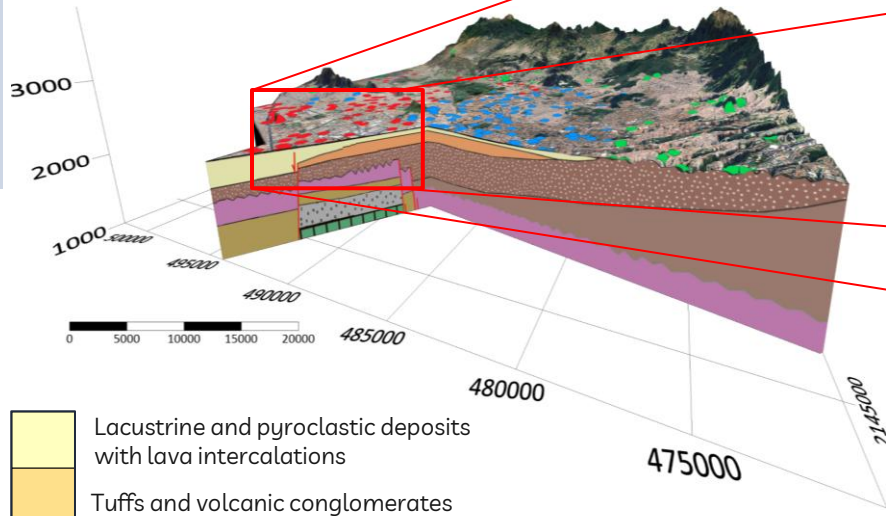 3000
2000
1000
500000
495000
490000
485000
480000
475000
2145000
0 5000 10000 15000 20000
Lacustrine and pyroclastic deposits
with lava intercalations
Tuffs and volcanic conglomerates